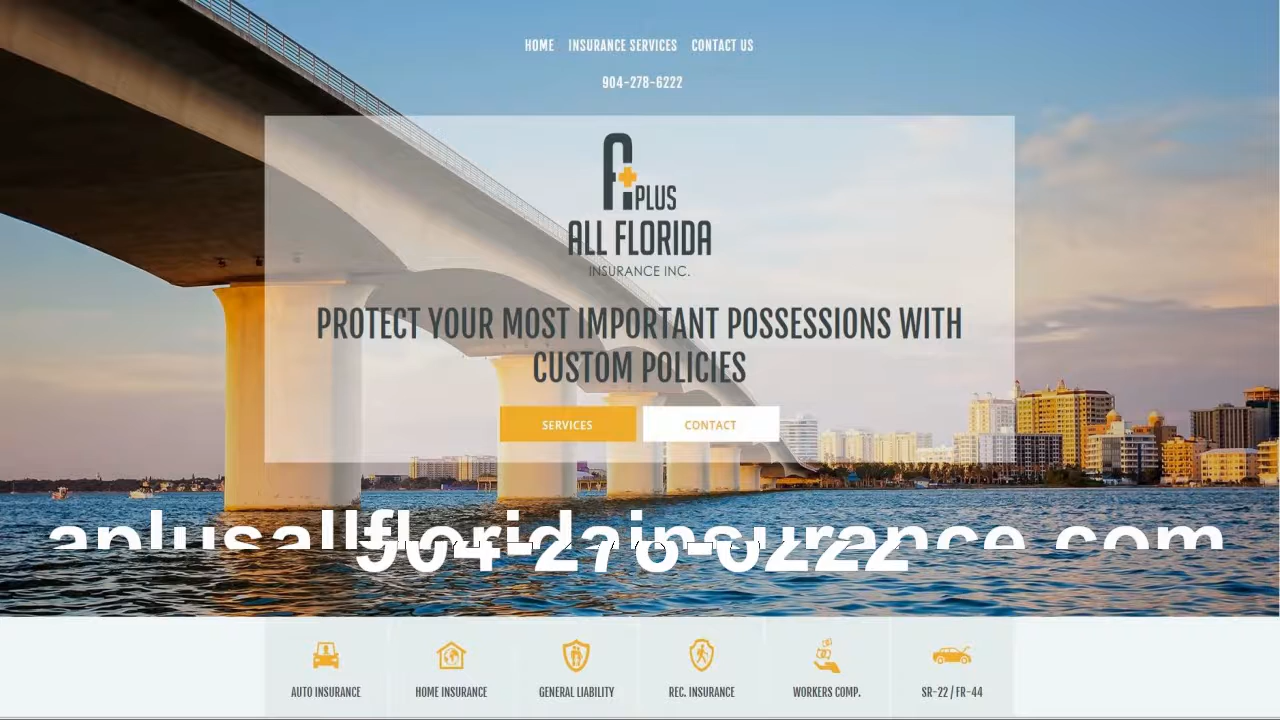 HOME INSURANCE SERVICES CONTACT US
904-278-6222
A PLUS
ALL FLORIDA
INSURANCE INC.
PROTECT YOUR MOST IMPORTANT POSSESSIONS WITH
CUSTOM POLICIES
SERVICES CONTACT
aplusallfloridainsurance.com
904-278-6222
AUTO INSURANCE HOME INSURANCE GENERAL LIABILITY REC. INSURANCE WORKERS COMP. SR-22 / FR-44